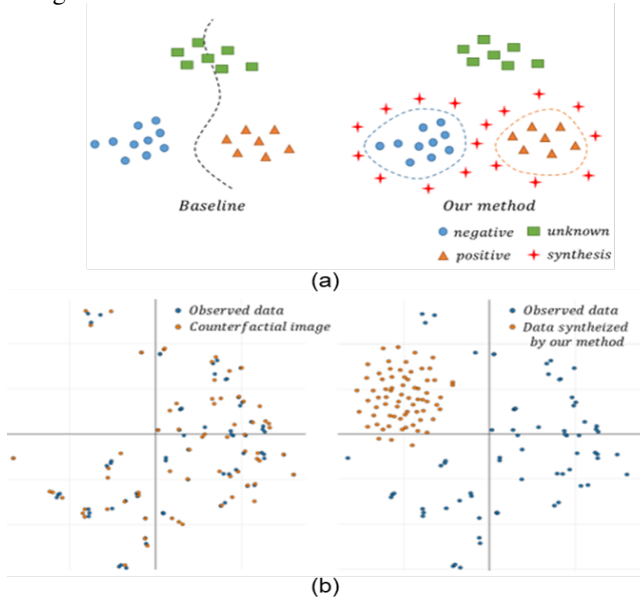 Baseline
Our method
negative
unknown
positive
synthesis
(a)
Observed data
Counterfactial image
Observed data
Data syntheized
by our method
(b)